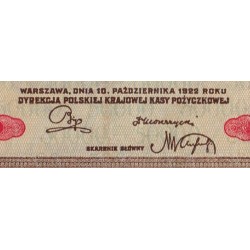 WARSZAWA, DNIA 10. PAŹDZIERNIKA 1922 ROKU
DYREKCJA POLSKIEJ KRAJOWEJ KASY POŻYCZKOWEJ
SKARBNIK GŁÓWNY